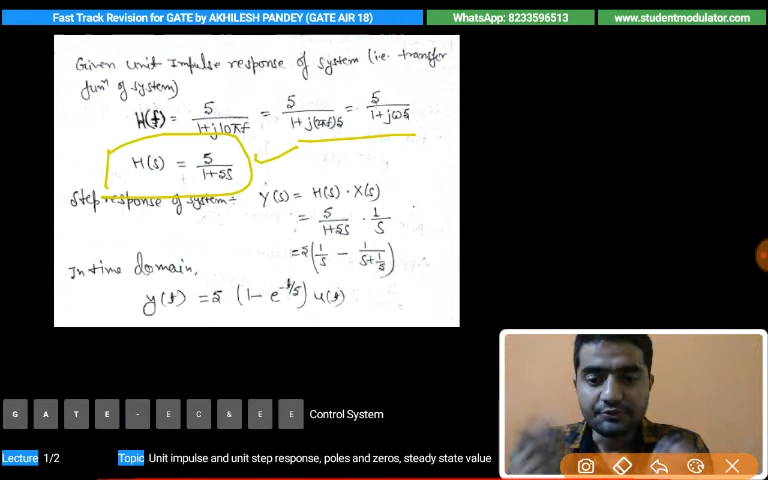 Fast Track Revision for GATE by AKHILESH PANDEY (GATE AIR 18) WhatsApp: 8233596513 www.studentmodulator.com
Given unit Impulse response of system (i.e. transfer
funⁿ of system)
H(f) = 5/(1+j10πf) = 5/(1+j(2πf)5) = 5/(1+jω5)
H(s) = 5/(1+5s)
Step response of system:- Y(s) = H(s) · X(s)
= 5/(1+5s) · 1/s
= 5(1/s - 1/(s+1/5))
In time domain,
y(t) = 5 (1 - e^(-t/5)) u(t)
G A T E - E C & E E Control System
Lecture 1/2 Topic Unit impulse and unit step response, poles and zeros, steady state value